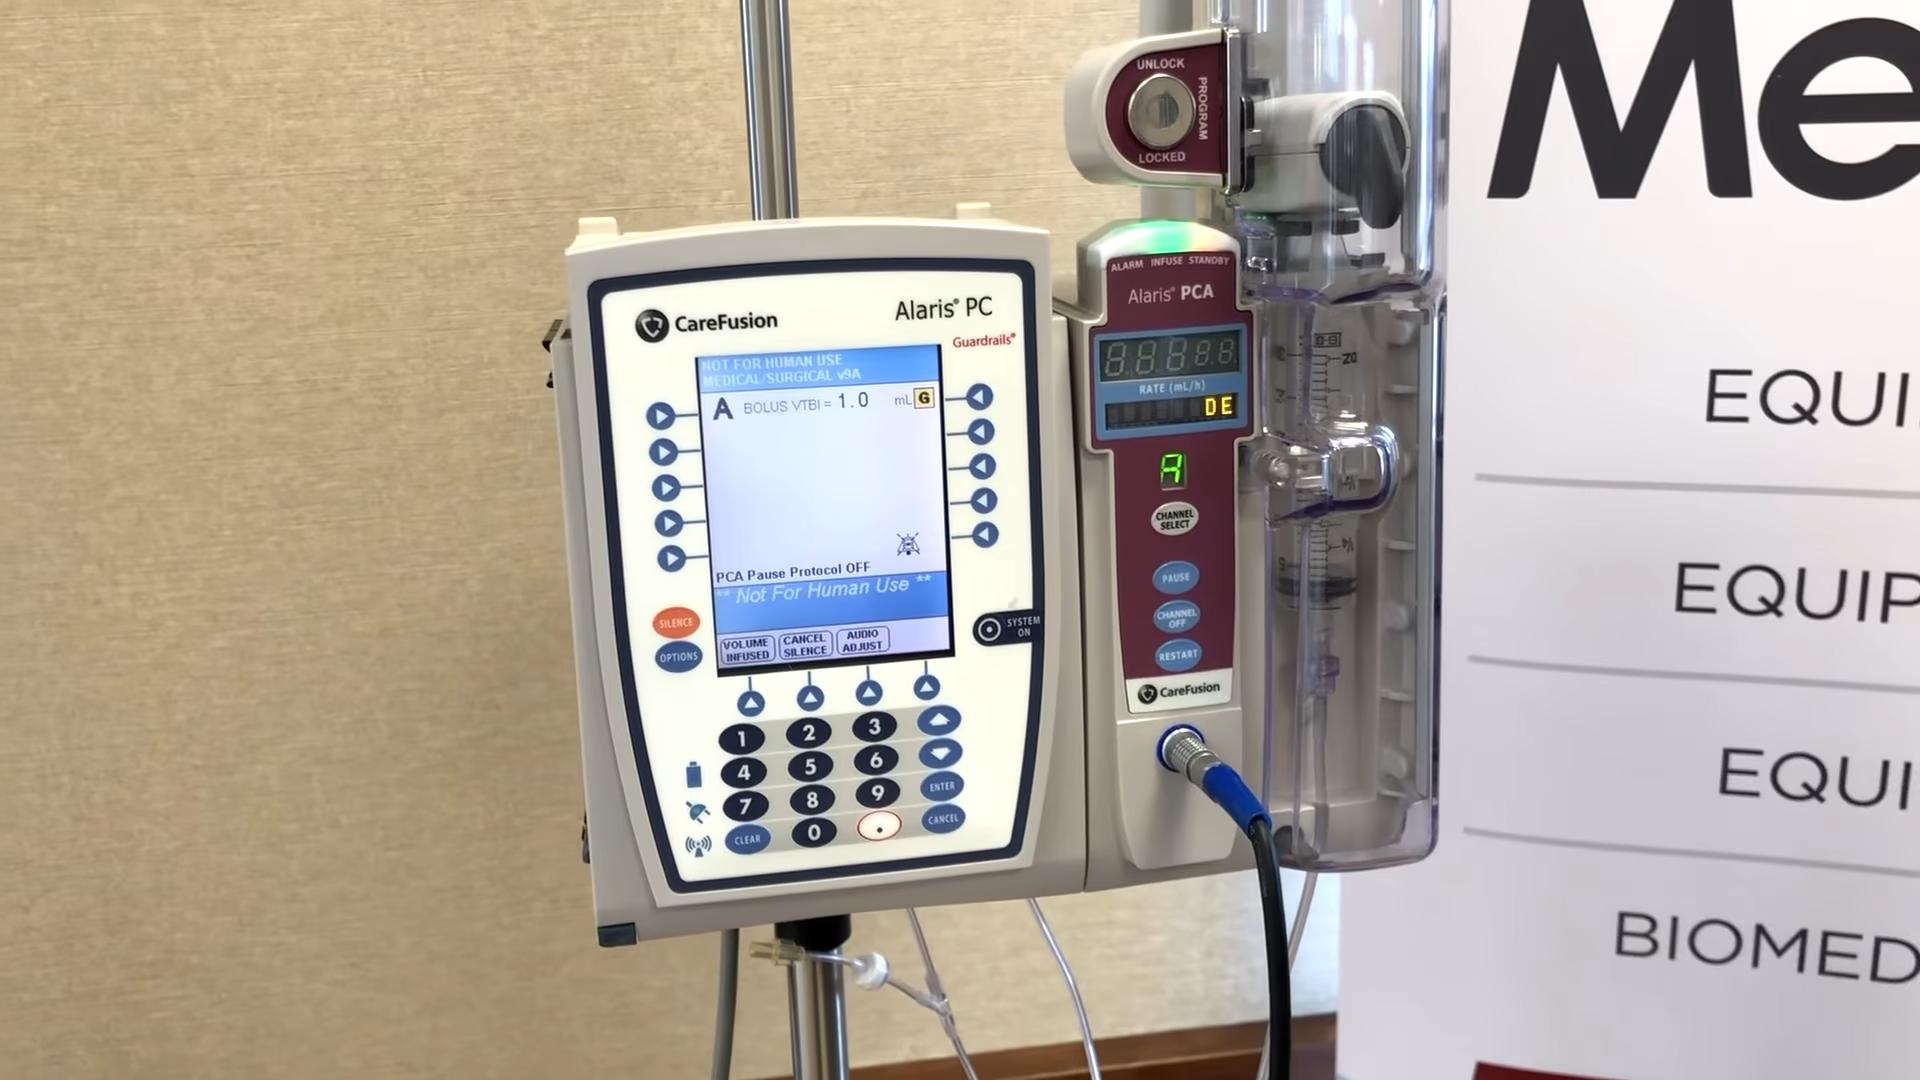 Me
UNLOCK
PROGRAM
LOCKED
EQUI
EQUIP
EQUI
BIOMED
CareFusion
Alaris® PC
Guardrails®
NOT FOR HUMAN USE
MEDICAL/SURGICAL v9A
A BOLUS VTBI = 1.0 mL G
PCA Pause Protocol OFF
** Not For Human Use **
VOLUME INFUSED
CANCEL SILENCE
AUDIO ADJUST
SILENCE
OPTIONS
SYSTEM ON
1 2 3
4 5 6
7 8 9
CLEAR 0 .
ENTER
CANCEL
ALARM INFUSE STANDBY
Alaris® PCA
RATE (mL/h)
DE
A
CHANNEL SELECT
PAUSE
CHANNEL OFF
RESTART
CareFusion